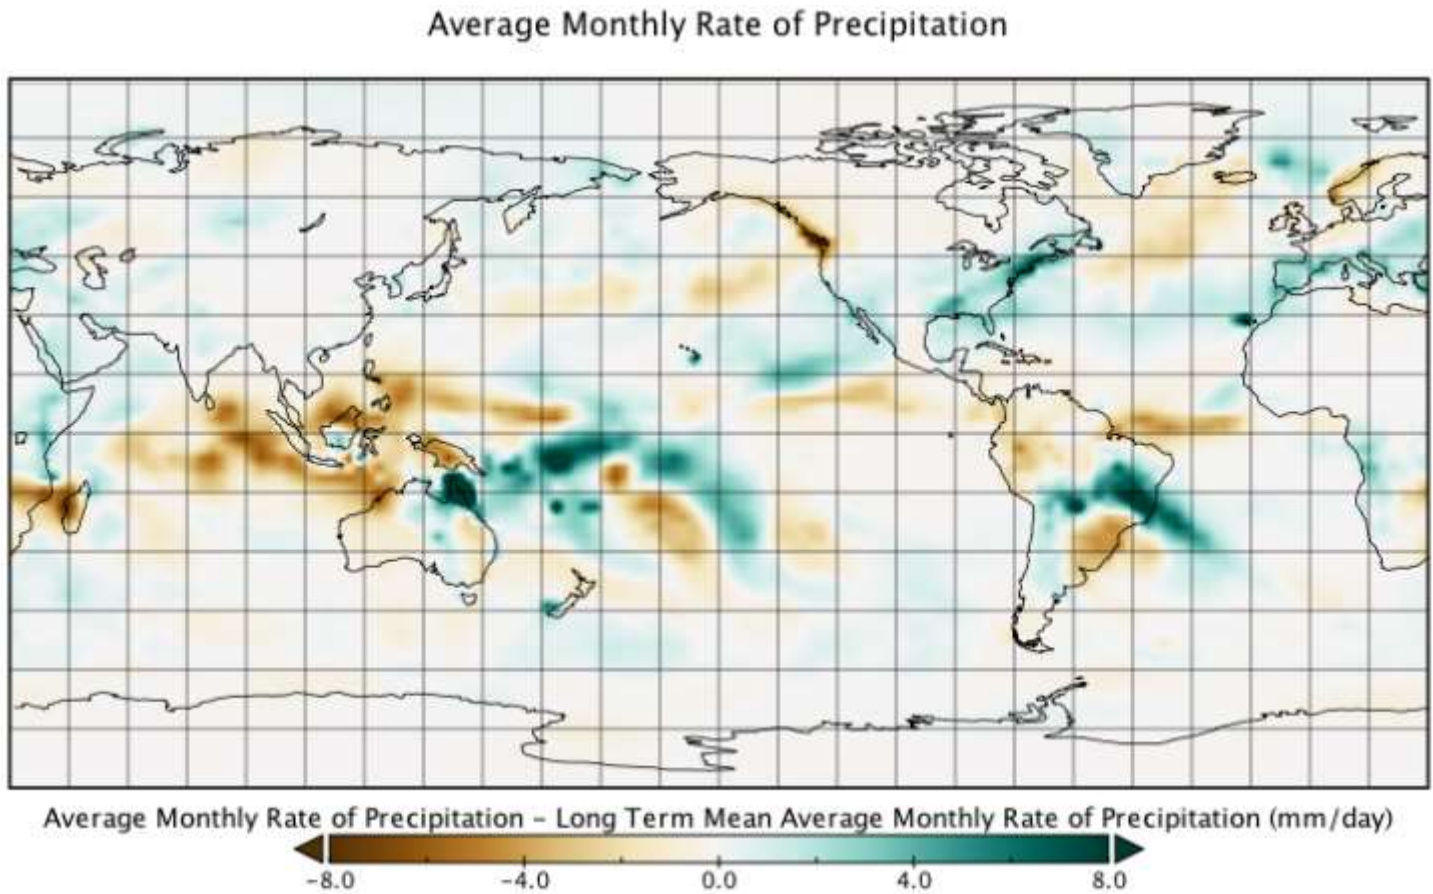 Average Monthly Rate of Precipitation
Average Monthly Rate of Precipitation – Long Term Mean Average Monthly Rate of Precipitation (mm/day)
-8.0 -4.0 0.0 4.0 8.0